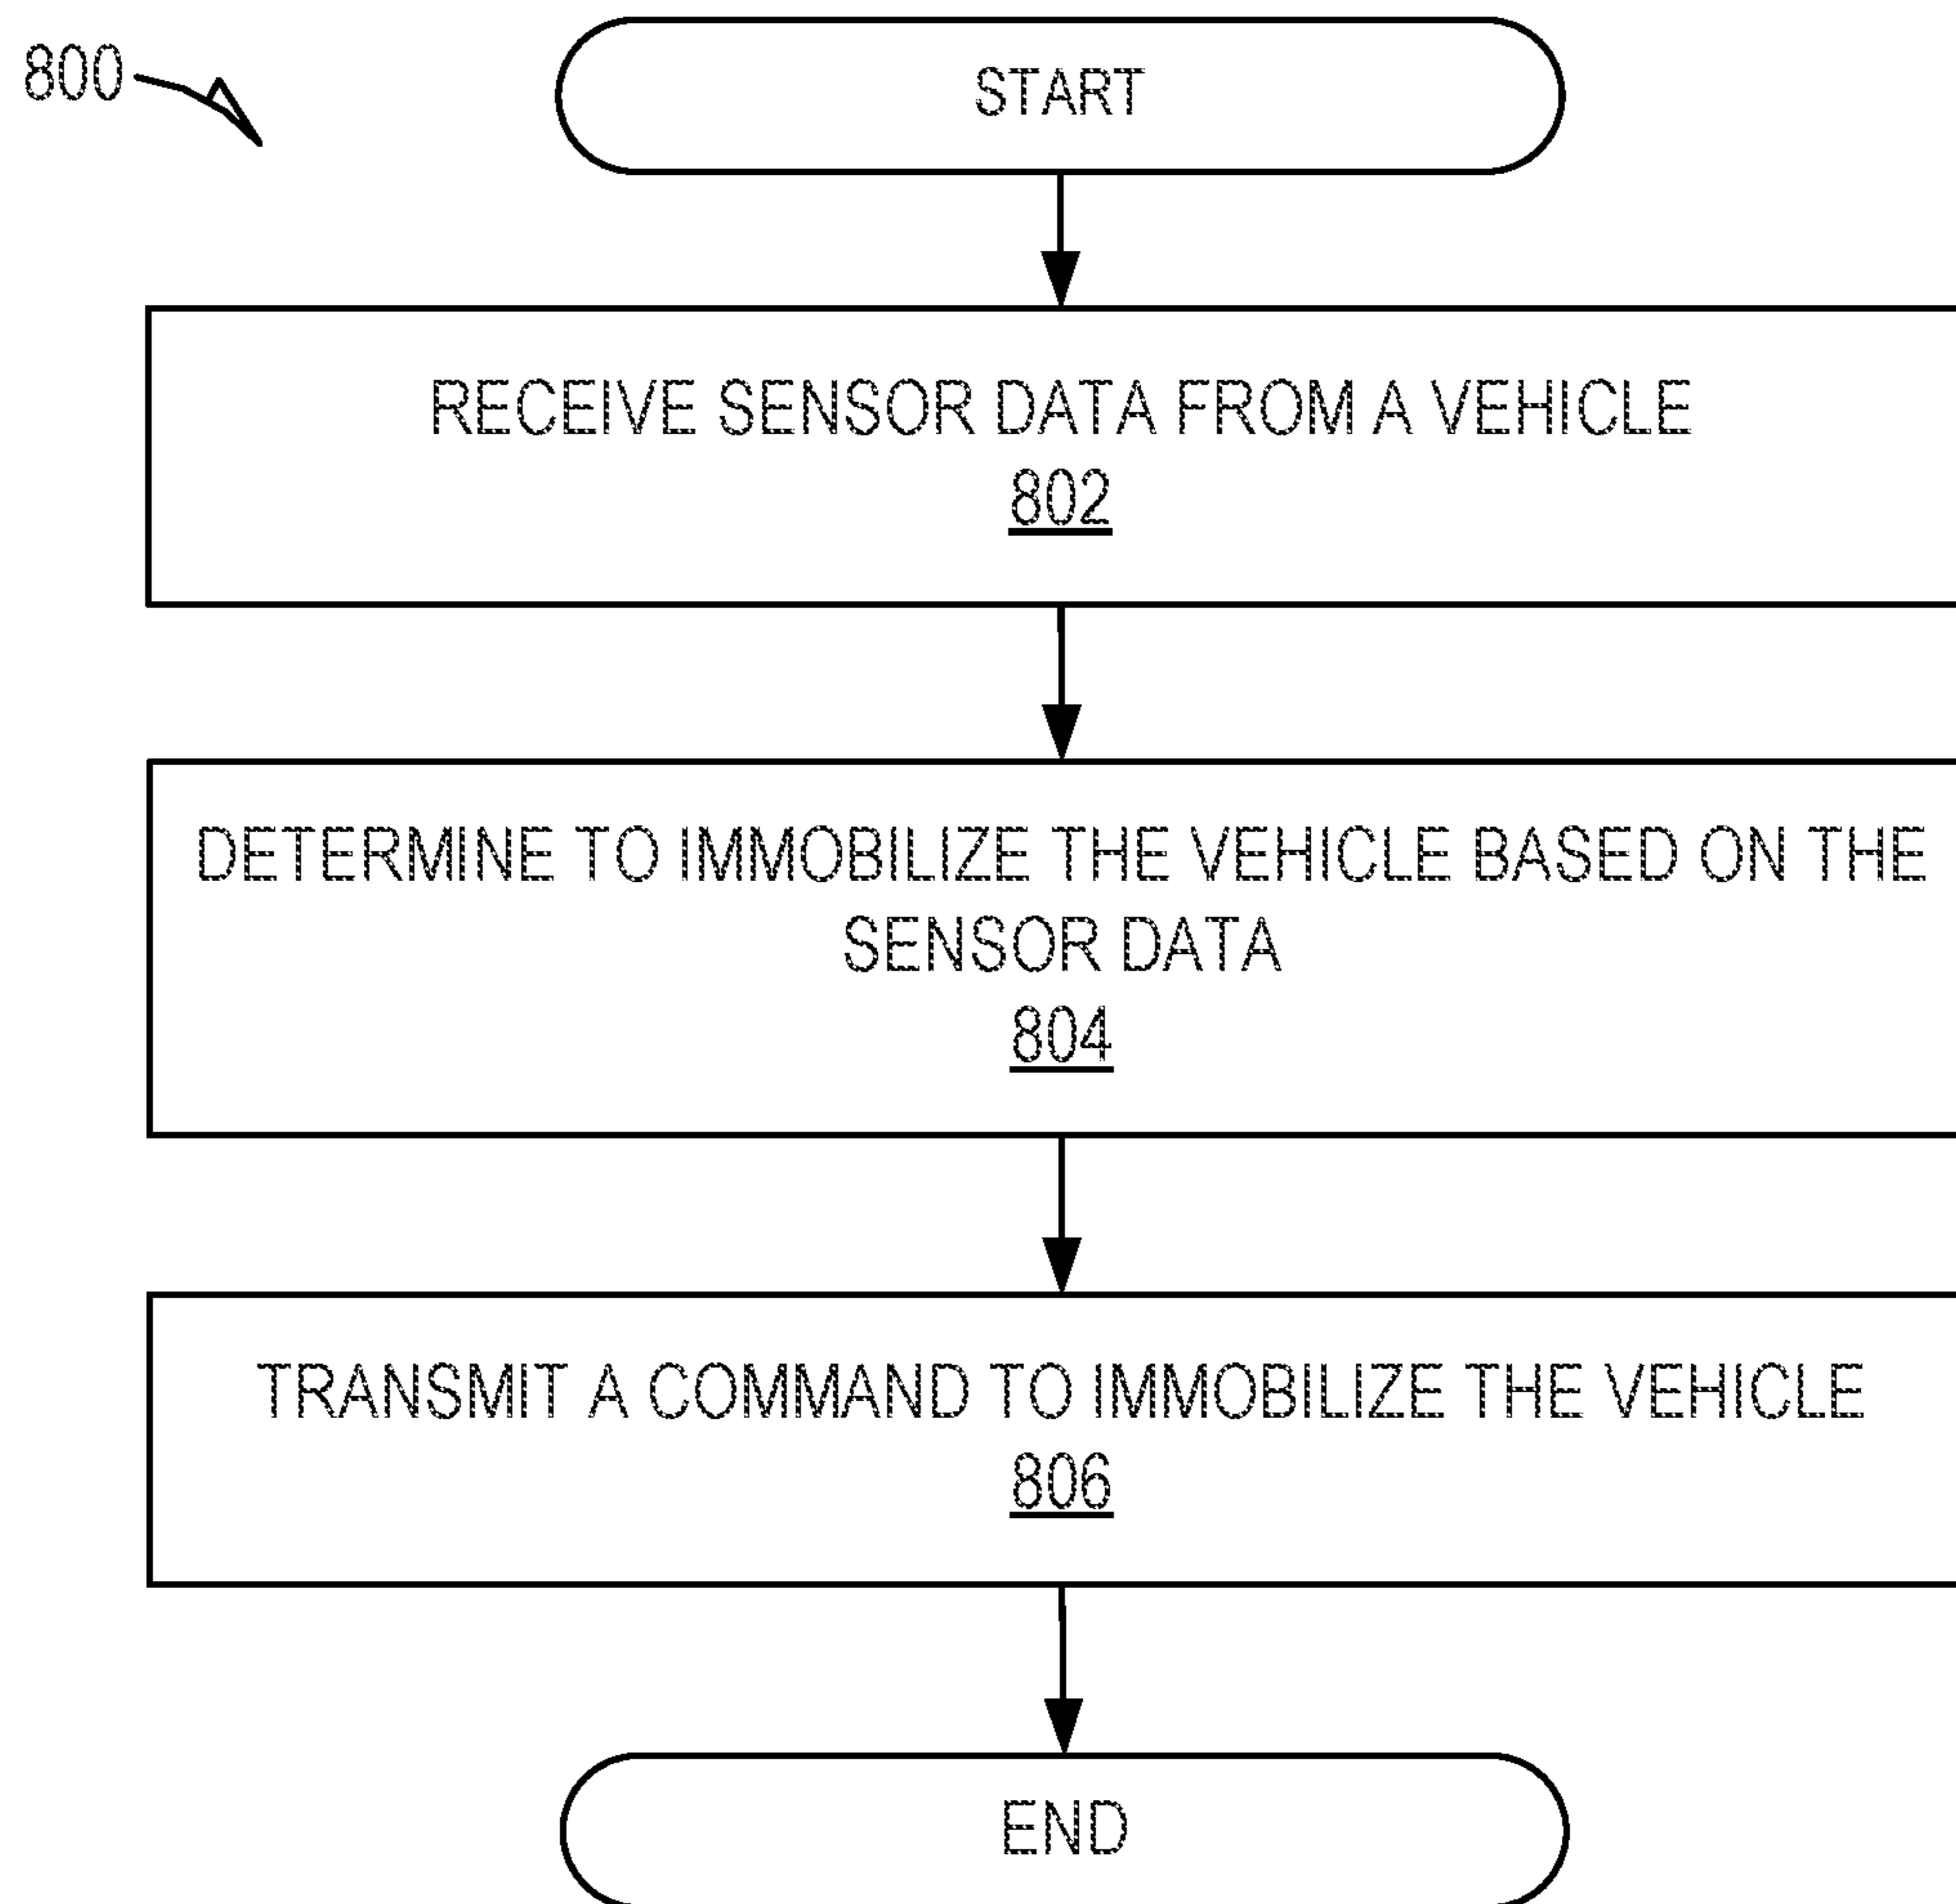 800
START
RECEIVE SENSOR DATA FROM A VEHICLE
802
DETERMINE TO IMMOBILIZE THE VEHICLE BASED ON THE
SENSOR DATA
804
TRANSMIT A COMMAND TO IMMOBILIZE THE VEHICLE
806
END